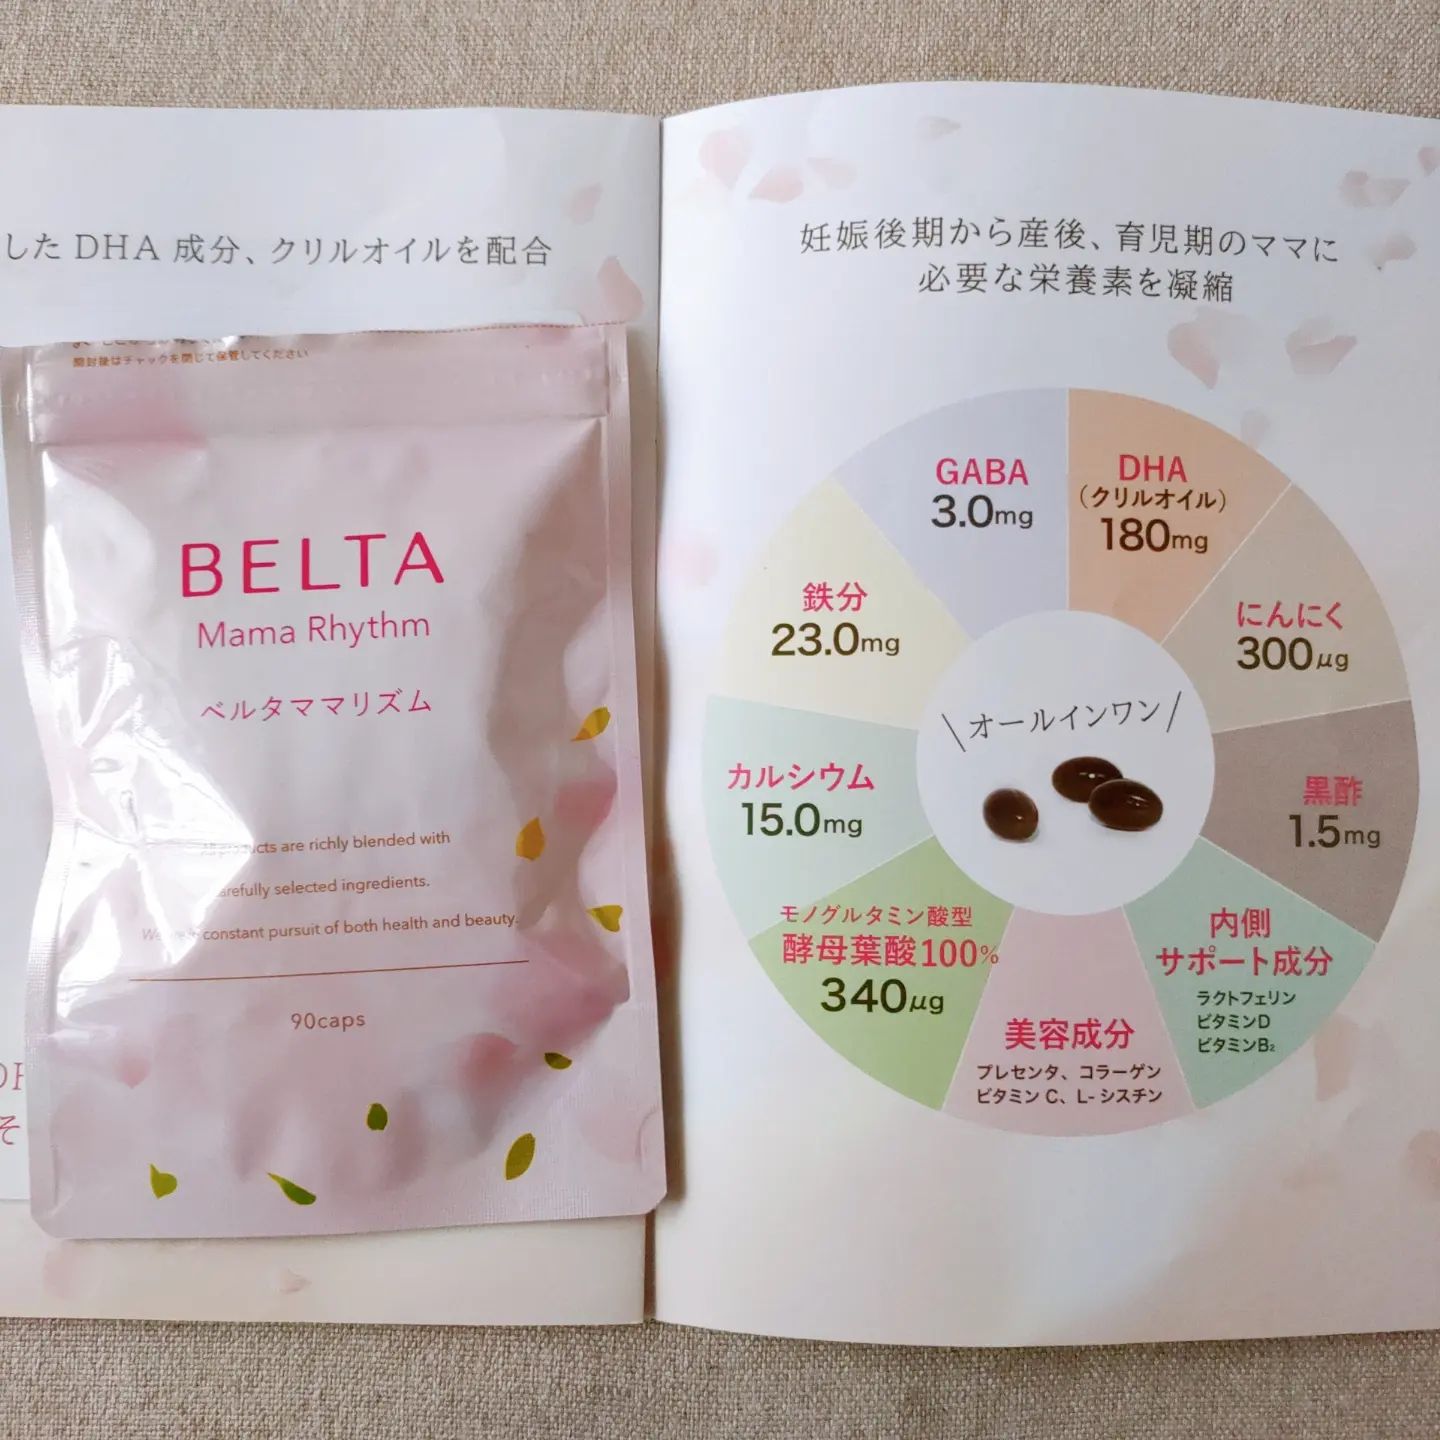 した DHA 成分、クリルオイルを配合
開封後はチャックを閉じて保管してください
BELTA
Mama Rhythm
ベルタママリズム
products are richly blended with
carefully selected ingredients.
constant pursuit of both health and beauty.
90caps
そ
妊娠後期から産後、育児期のママに
必要な栄養素を凝縮
GABA
3.0mg
DHA
（クリルオイル）
180mg
にんにく
300μg
黒酢
1.5mg
内側
サポート成分
ラクトフェリン
ビタミンD
ビタミンB₂
美容成分
プレセンタ、コラーゲン
ビタミン C、L- シスチン
モノグルタミン酸型
酵母葉酸100%
340μg
カルシウム
15.0mg
鉄分
23.0mg
\オールインワン/